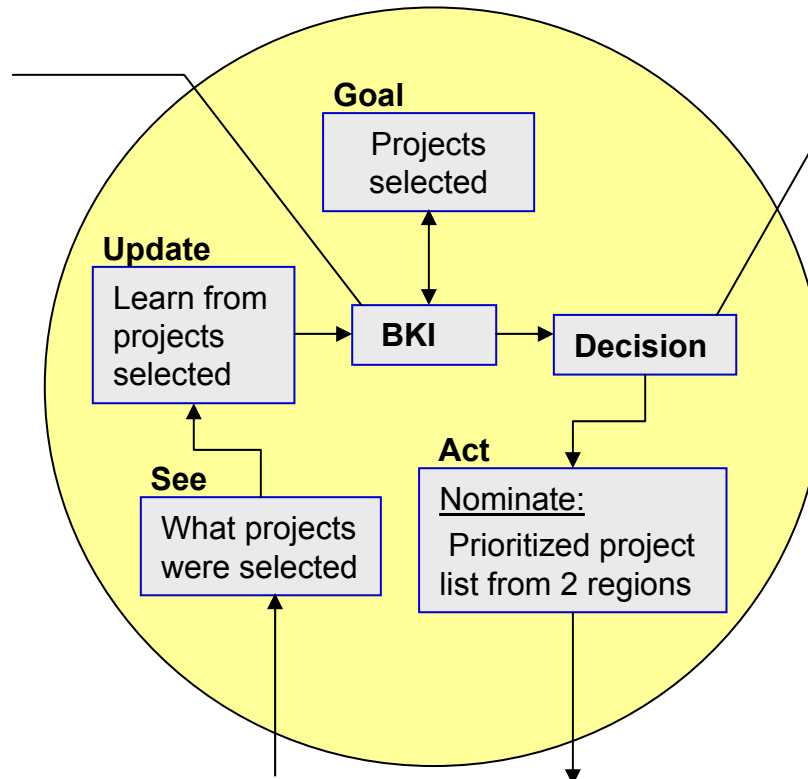 Goal
Projects
selected
Update
Learn from
projects
selected
BKI
Decision
See
What projects
were selected
Act
Nominate:
Prioritized project
list from 2 regions